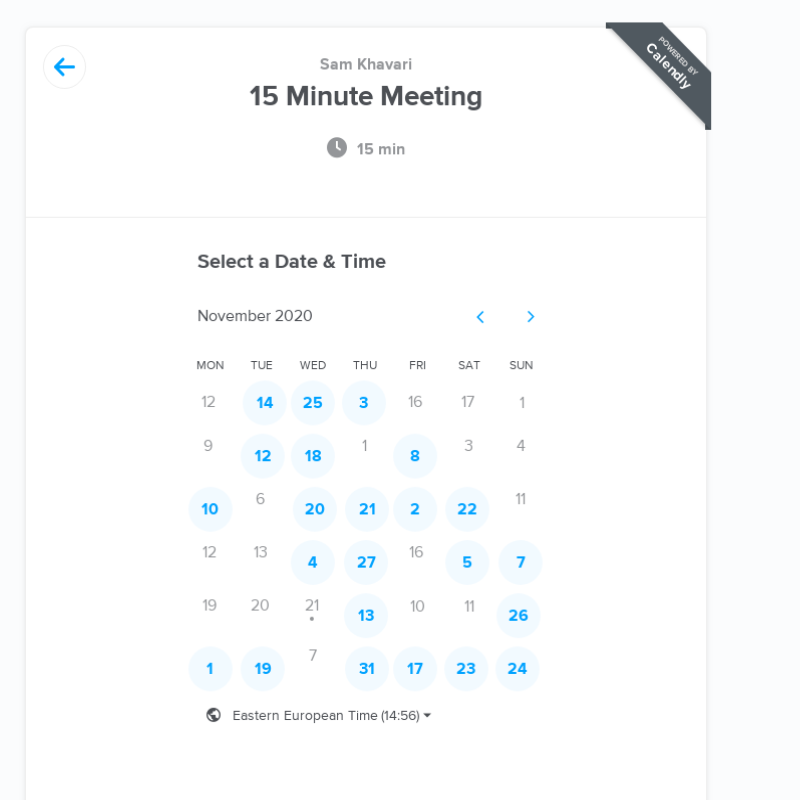 POWERED BY
Calendly
Sam Khavari
15 Minute Meeting
15 min
Select a Date & Time
November 2020
MON TUE WED THU FRI SAT SUN
12 14 25 3 16 17 1
9 12 18 1 8 3 4
10 6 20 21 2 22 11
12 13 4 27 16 5 7
19 20 21 13 10 11 26
1 19 7 31 17 23 24
Eastern European Time (14:56)